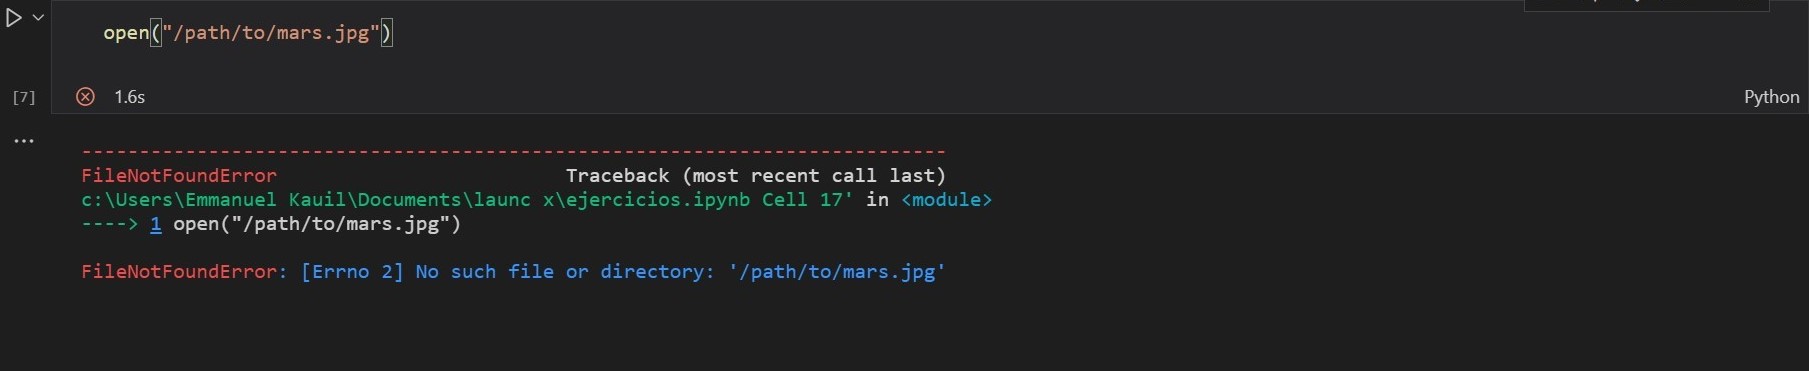 open("/path/to/mars.jpg")
[7]
1.6s
Python
...
---------------------------------------------------------------------------
FileNotFoundError                         Traceback (most recent call last)
c:\Users\Emmanuel Kauil\Documents\launc x\ejercicios.ipynb Cell 17' in <module>
----> 1 open("/path/to/mars.jpg")
FileNotFoundError: [Errno 2] No such file or directory: '/path/to/mars.jpg'